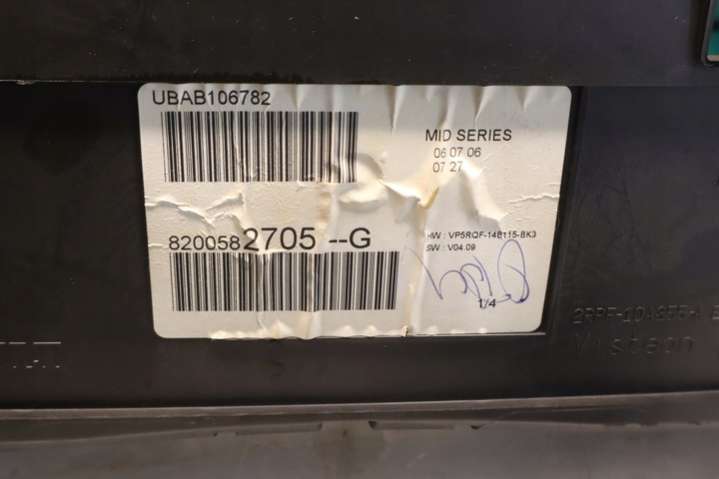 UBAB106782
MID SERIES
06.07.06
07 27
8200582705 --G
HW : VP5RQF-14B115-BK3
SW : V04.09
1/4
Visteon